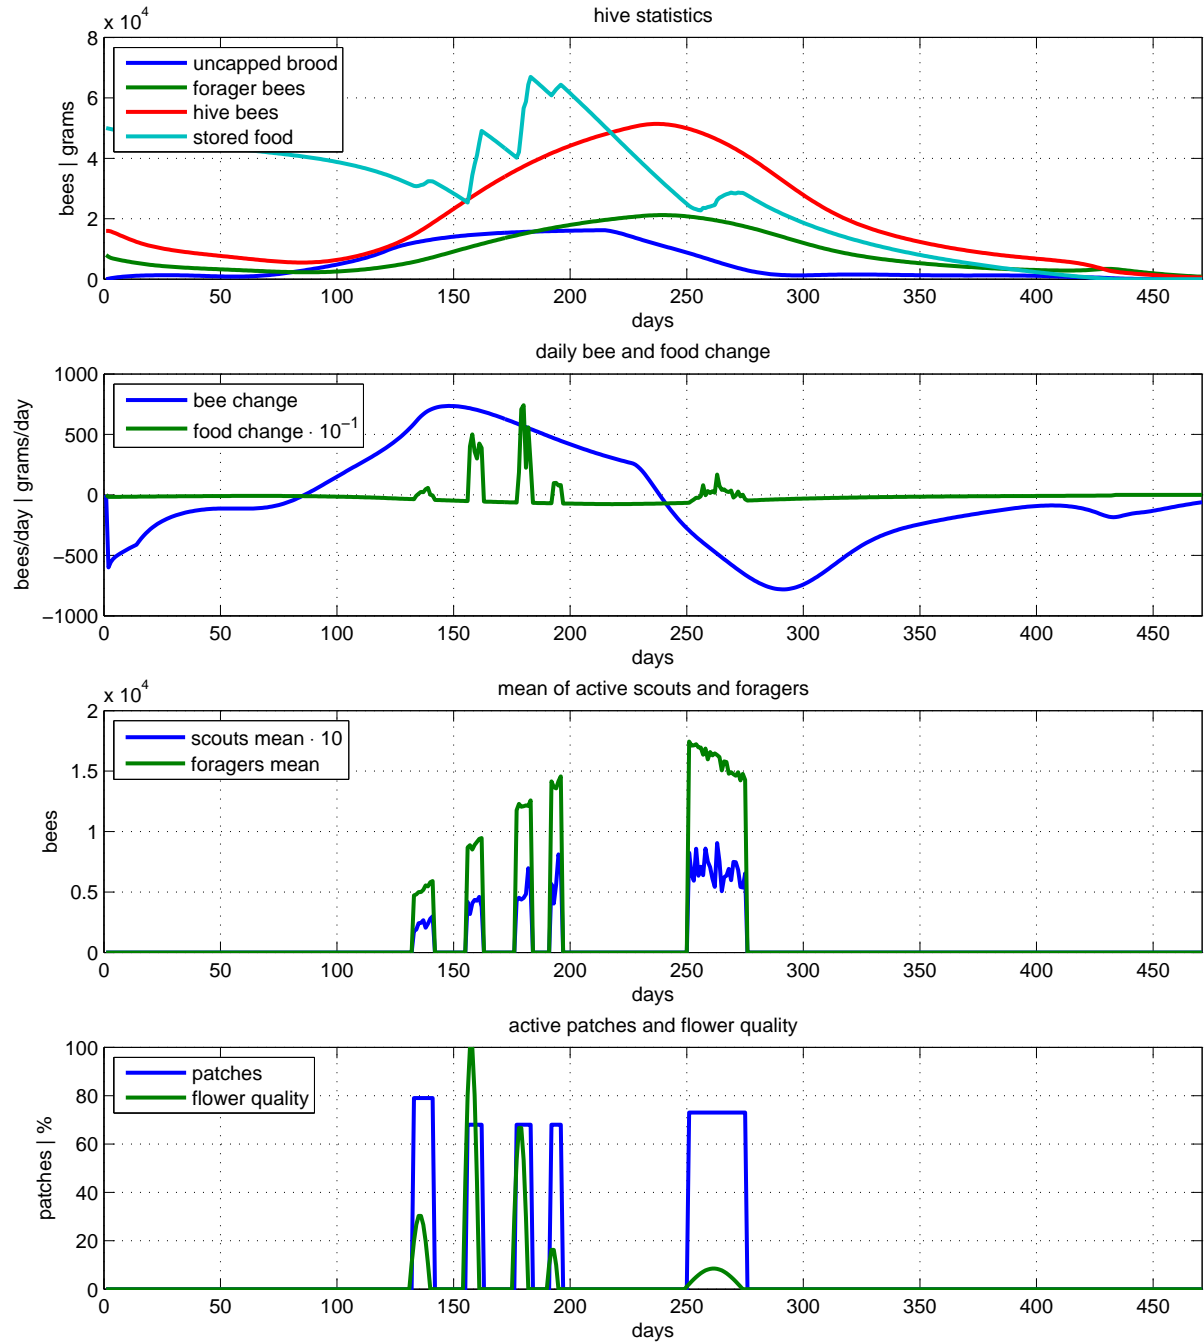 hive statistics
x 10^4
8
6
4
2
0
bees | grams
uncapped brood
forager bees
hive bees
stored food
0 50 100 150 200 250 300 350 400 450
days
daily bee and food change
1000
500
0
−500
−1000
bees/day | grams/day
bee change
food change · 10^−1
0 50 100 150 200 250 300 350 400 450
days
mean of active scouts and foragers
x 10^4
2
1.5
1
0.5
0
bees
scouts mean · 10
foragers mean
0 50 100 150 200 250 300 350 400 450
days
active patches and flower quality
100
80
60
40
20
0
patches | %
patches
flower quality
0 50 100 150 200 250 300 350 400 450
days